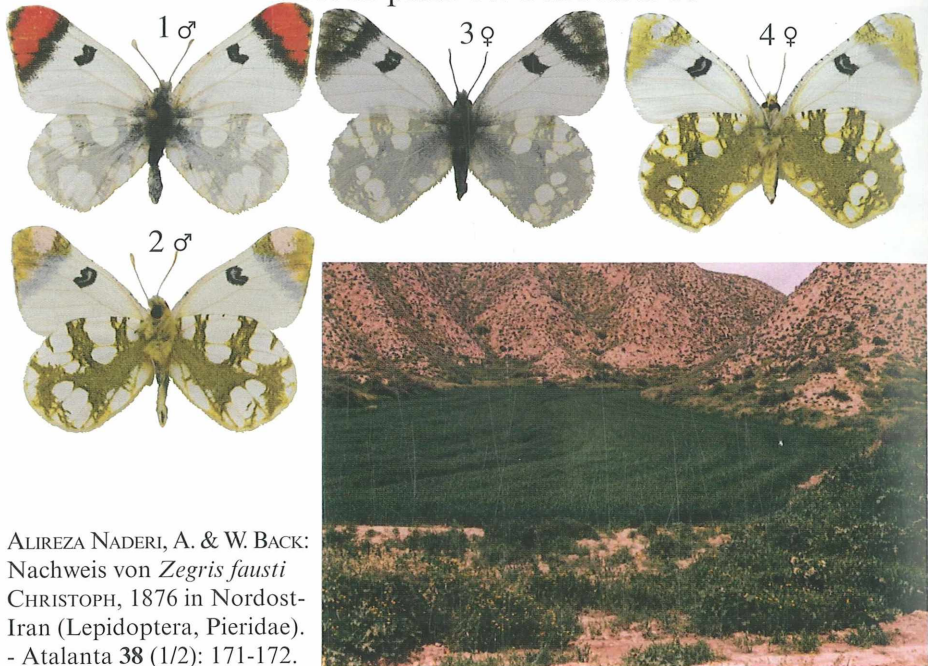 1 ♂
3 ♀
4 ♀
2 ♂
ALIREZA NADERI, A. & W. BACK:
Nachweis von Zegris fausti
CHRISTOPH, 1876 in Nordost-
Iran (Lepidoptera, Pieridae).
- Atalanta 38 (1/2): 171-172.